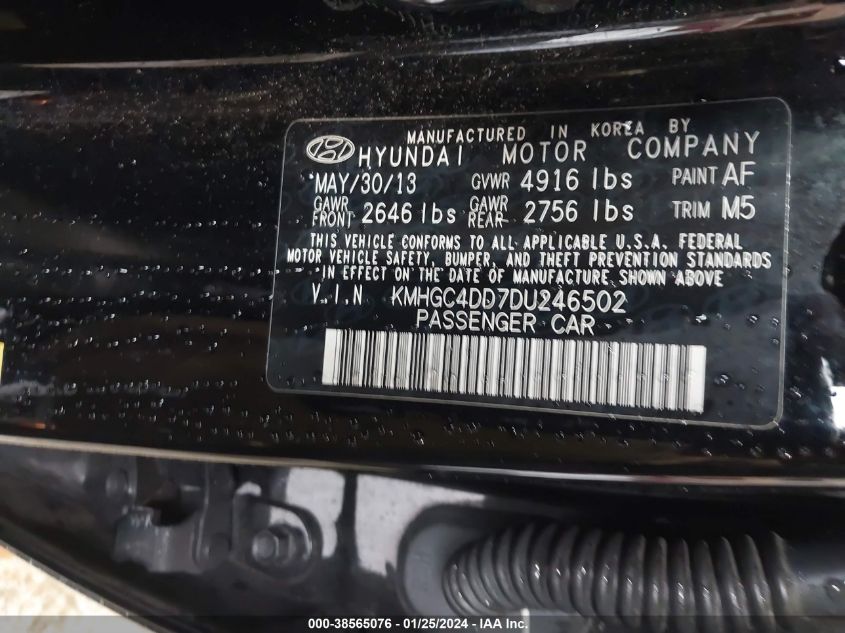 MANUFACTURED IN KOREA BY
HYUNDAI MOTOR COMPANY
MAY/30/13 GVWR 4916 lbs PAINT AF
GAWR FRONT 2646 lbs GAWR REAR 2756 lbs TRIM M5
THIS VEHICLE CONFORMS TO ALL APPLICABLE U.S.A. FEDERAL
MOTOR VEHICLE SAFETY, BUMPER, AND THEFT PREVENTION STANDARDS
IN EFFECT ON THE DATE OF MANUFACTURE SHOWN ABOVE
V.I.N KMHGC4DD7DU246502
PASSENGER CAR
000-38565076 / 01/25/2024 - IAA Inc.